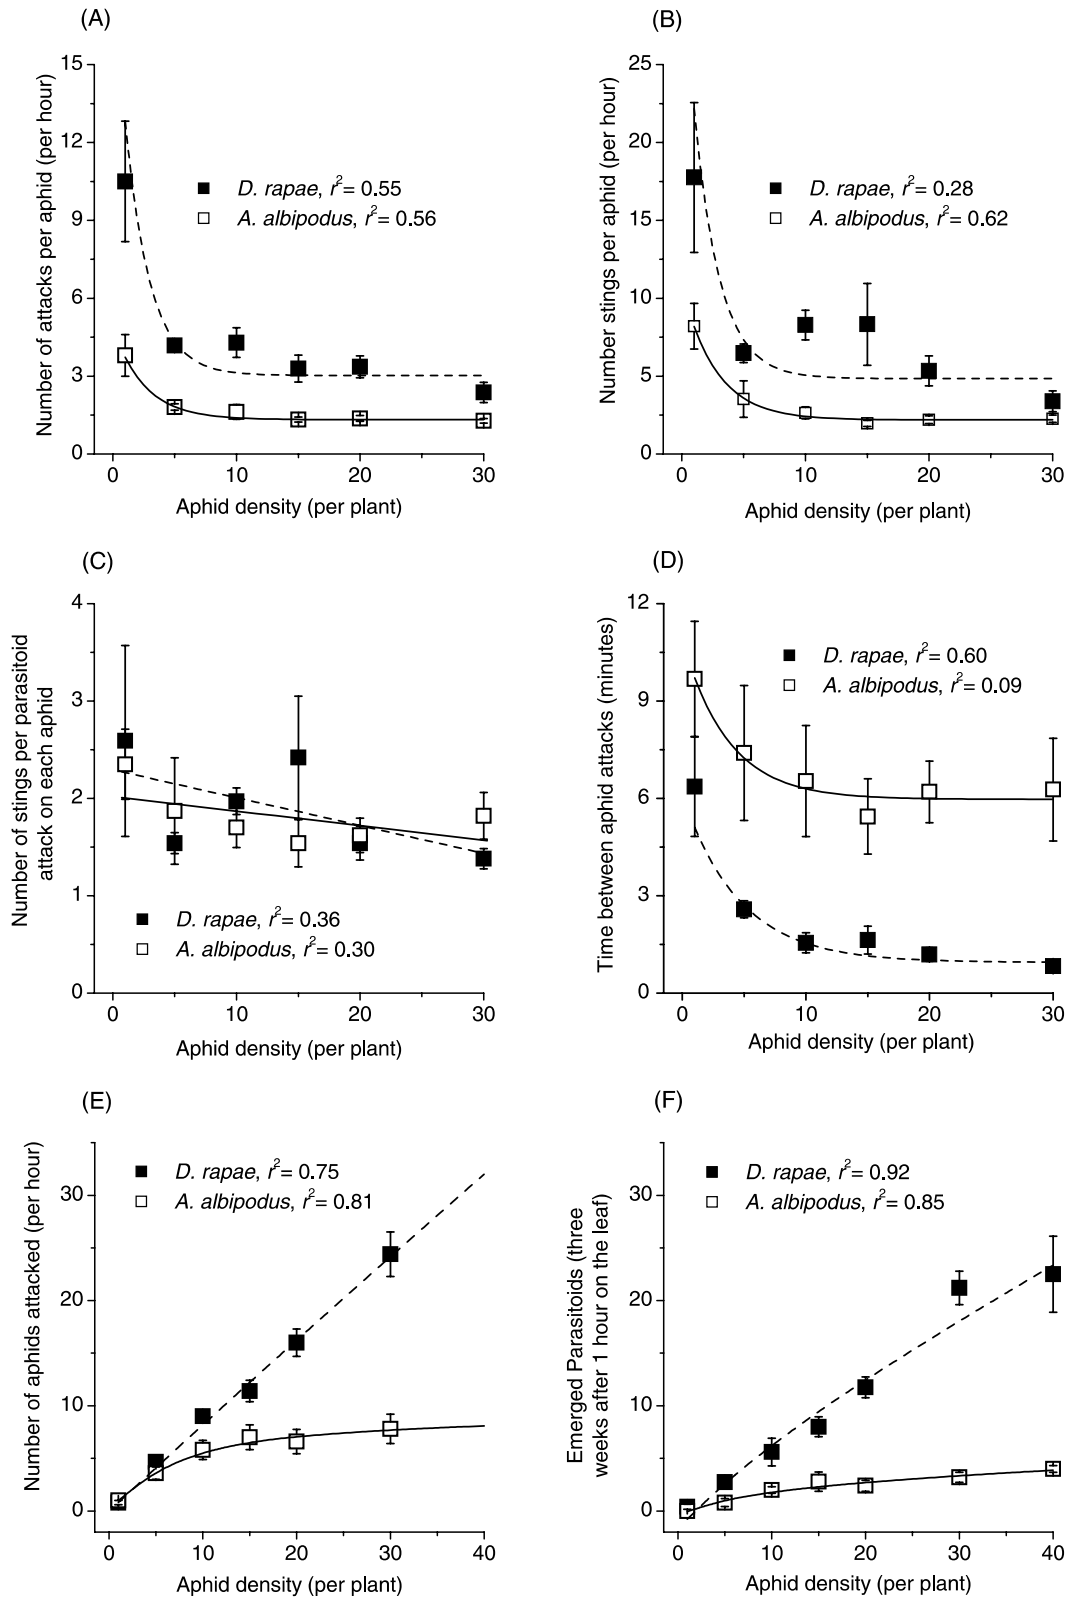 (A)
Number of attacks per aphid (per hour)
15
12
9
6
3
0
D. rapae, r²= 0.55
A. albipodus, r²= 0.56
0 10 20 30
Aphid density (per plant)
(B)
Number stings per aphid (per hour)
25
20
15
10
5
0
D. rapae, r²= 0.28
A. albipodus, r²= 0.62
0 10 20 30
Aphid density (per plant)
(C)
Number of stings per parasitoid
attack on each aphid
4
3
2
1
0
D. rapae, r²= 0.36
A. albipodus, r²= 0.30
0 10 20 30
Aphid density (per plant)
(D)
Time between aphid attacks (minutes)
12
9
6
3
0
D. rapae, r²= 0.60
A. albipodus, r²= 0.09
0 10 20 30
Aphid density (per plant)
(E)
Number of aphids attacked (per hour)
30
20
10
0
D. rapae, r²= 0.75
A. albipodus, r²= 0.81
0 10 20 30 40
Aphid density (per plant)
(F)
Emerged Parasitoids (three
weeks after 1 hour on the leaf)
30
20
10
0
D. rapae, r²= 0.92
A. albipodus, r²= 0.85
0 10 20 30 40
Aphid density (per plant)